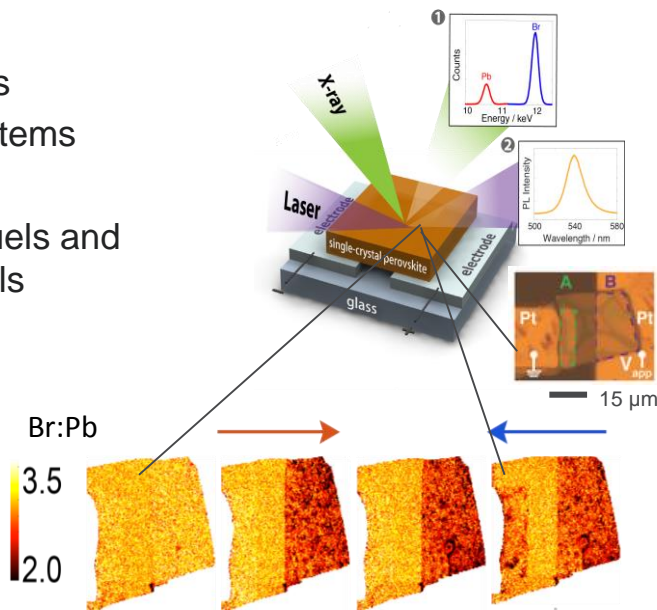 s
tems
uels and
ls
X-ray
Laser
electrode
single-crystal perovskite
electrode
glass
1
Counts
Pb
Br
10 11 12
Energy / keV
2
PL Intensity
500 540 580
Wavelength / nm
A B
Pt Pt
V app
15 µm
Br:Pb
3.5
2.0